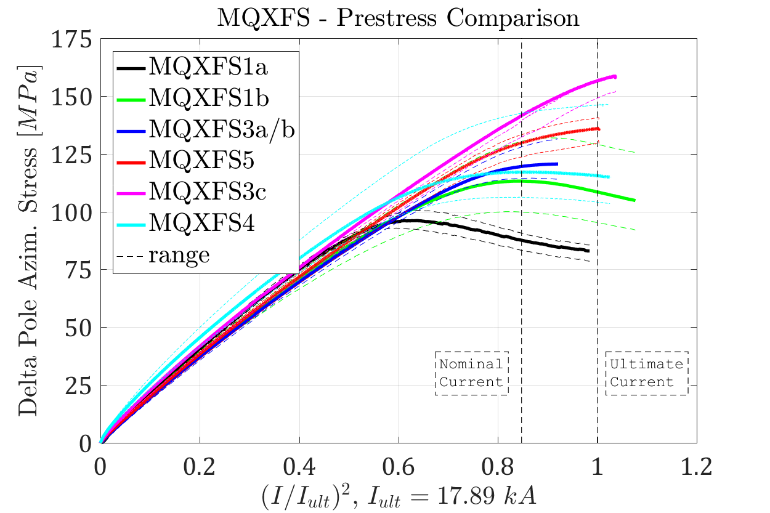 MQXFS - Prestress Comparison
Delta Pole Azim. Stress [MPa]
175
150
125
100
75
50
25
0
MQXFS1a
MQXFS1b
MQXFS3a/b
MQXFS5
MQXFS3c
MQXFS4
range
Nominal
Current
Ultimate
Current
0 0.2 0.4 0.6 0.8 1 1.2
(I/I_ult)², I_ult = 17.89 kA